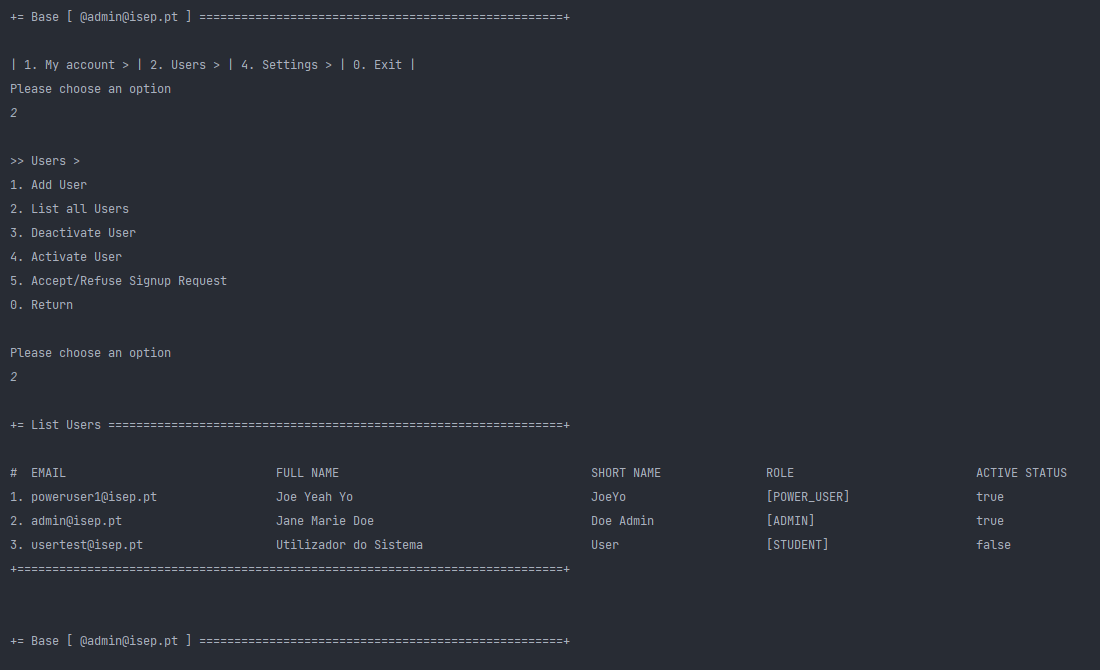 += Base [ @admin@isep.pt ] ====================================================+
| 1. My account > | 2. Users > | 4. Settings > | 0. Exit |
Please choose an option
2
>> Users >
1. Add User
2. List all Users
3. Deactivate User
4. Activate User
5. Accept/Refuse Signup Request
0. Return
Please choose an option
2
+= List Users =================================================================+
#  EMAIL                              FULL NAME                                    SHORT NAME               ROLE                          ACTIVE STATUS
1. poweruser1@isep.pt                 Joe Yeah Yo                                  JoeYo                    [POWER_USER]                  true
2. admin@isep.pt                      Jane Marie Doe                               Doe Admin                [ADMIN]                       true
3. usertest@isep.pt                   Utilizador do Sistema                        User                     [STUDENT]                     false
+==============================================================================+
+= Base [ @admin@isep.pt ] ====================================================+